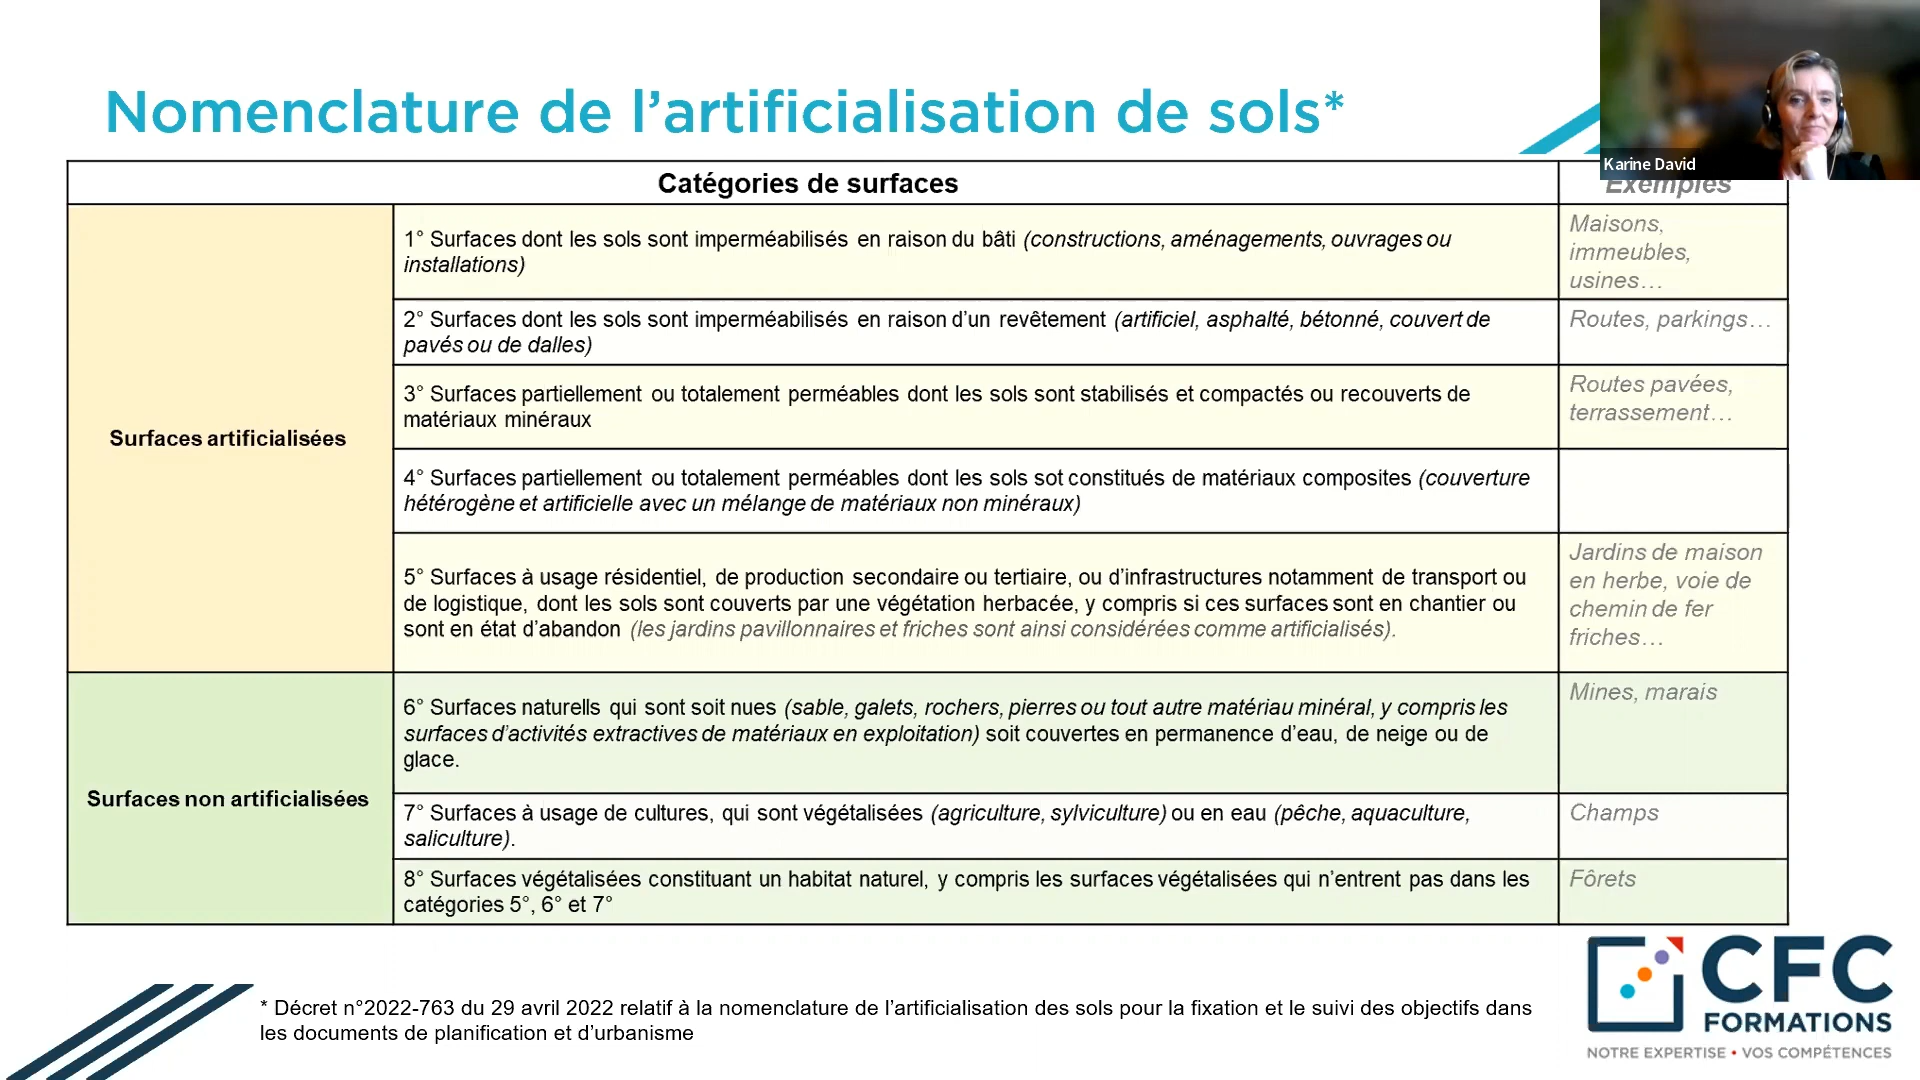 Nomenclature de l’artificialisation de sols*
Karine David
Catégories de surfaces
Exemples
Surfaces artificialisées
1° Surfaces dont les sols sont imperméabilisés en raison du bâti (constructions, aménagements, ouvrages ou
installations)
Maisons,
immeubles,
usines…
2° Surfaces dont les sols sont imperméabilisés en raison d’un revêtement (artificiel, asphalté, bétonné, couvert de
pavés ou de dalles)
Routes, parkings…
3° Surfaces partiellement ou totalement perméables dont les sols sont stabilisés et compactés ou recouverts de
matériaux minéraux
Routes pavées,
terrassement…
4° Surfaces partiellement ou totalement perméables dont les sols sot constitués de matériaux composites (couverture
hétérogène et artificielle avec un mélange de matériaux non minéraux)
5° Surfaces à usage résidentiel, de production secondaire ou tertiaire, ou d’infrastructures notamment de transport ou
de logistique, dont les sols sont couverts par une végétation herbacée, y compris si ces surfaces sont en chantier ou
sont en état d’abandon (les jardins pavillonnaires et friches sont ainsi considérées comme artificialisés).
Jardins de maison
en herbe, voie de
chemin de fer
friches…
Surfaces non artificialisées
6° Surfaces naturells qui sont soit nues (sable, galets, rochers, pierres ou tout autre matériau minéral, y compris les
surfaces d’activités extractives de matériaux en exploitation) soit couvertes en permanence d’eau, de neige ou de
glace.
Mines, marais
7° Surfaces à usage de cultures, qui sont végétalisées (agriculture, sylviculture) ou en eau (pêche, aquaculture,
saliculture).
Champs
8° Surfaces végétalisées constituant un habitat naturel, y compris les surfaces végétalisées qui n’entrent pas dans les
catégories 5°, 6° et 7°
Fôrets
* Décret n°2022-763 du 29 avril 2022 relatif à la nomenclature de l’artificialisation des sols pour la fixation et le suivi des objectifs dans
les documents de planification et d’urbanisme
CFC
FORMATIONS
NOTRE EXPERTISE • VOS COMPÉTENCES